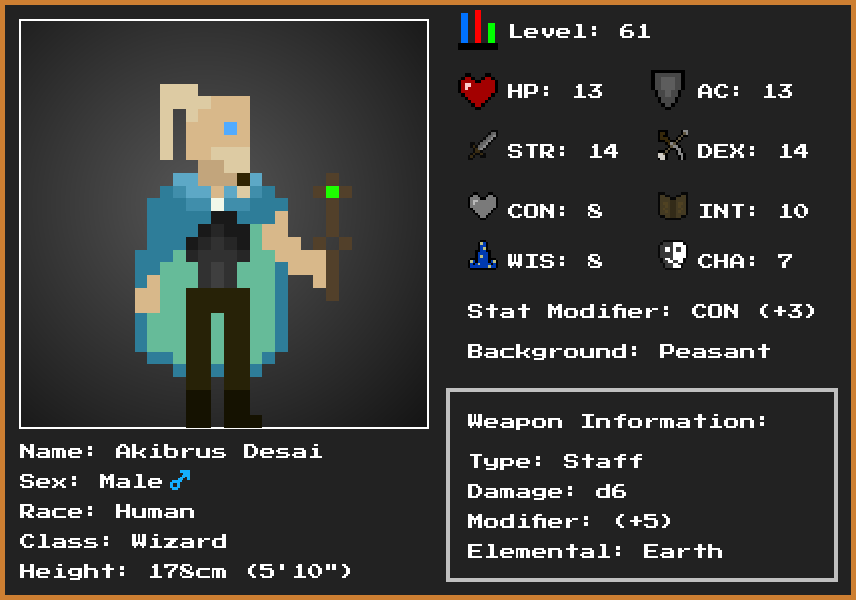 Level: 61
HP: 13 AC: 13
STR: 14 DEX: 14
CON: 8 INT: 10
WIS: 8 CHA: 7
Stat Modifier: CON (+3)
Background: Peasant
Weapon Information:
Type: Staff
Damage: d6
Modifier: (+5)
Elemental: Earth
Name: Akibrus Desai
Sex: Male ♂
Race: Human
Class: Wizard
Height: 178cm (5'10")